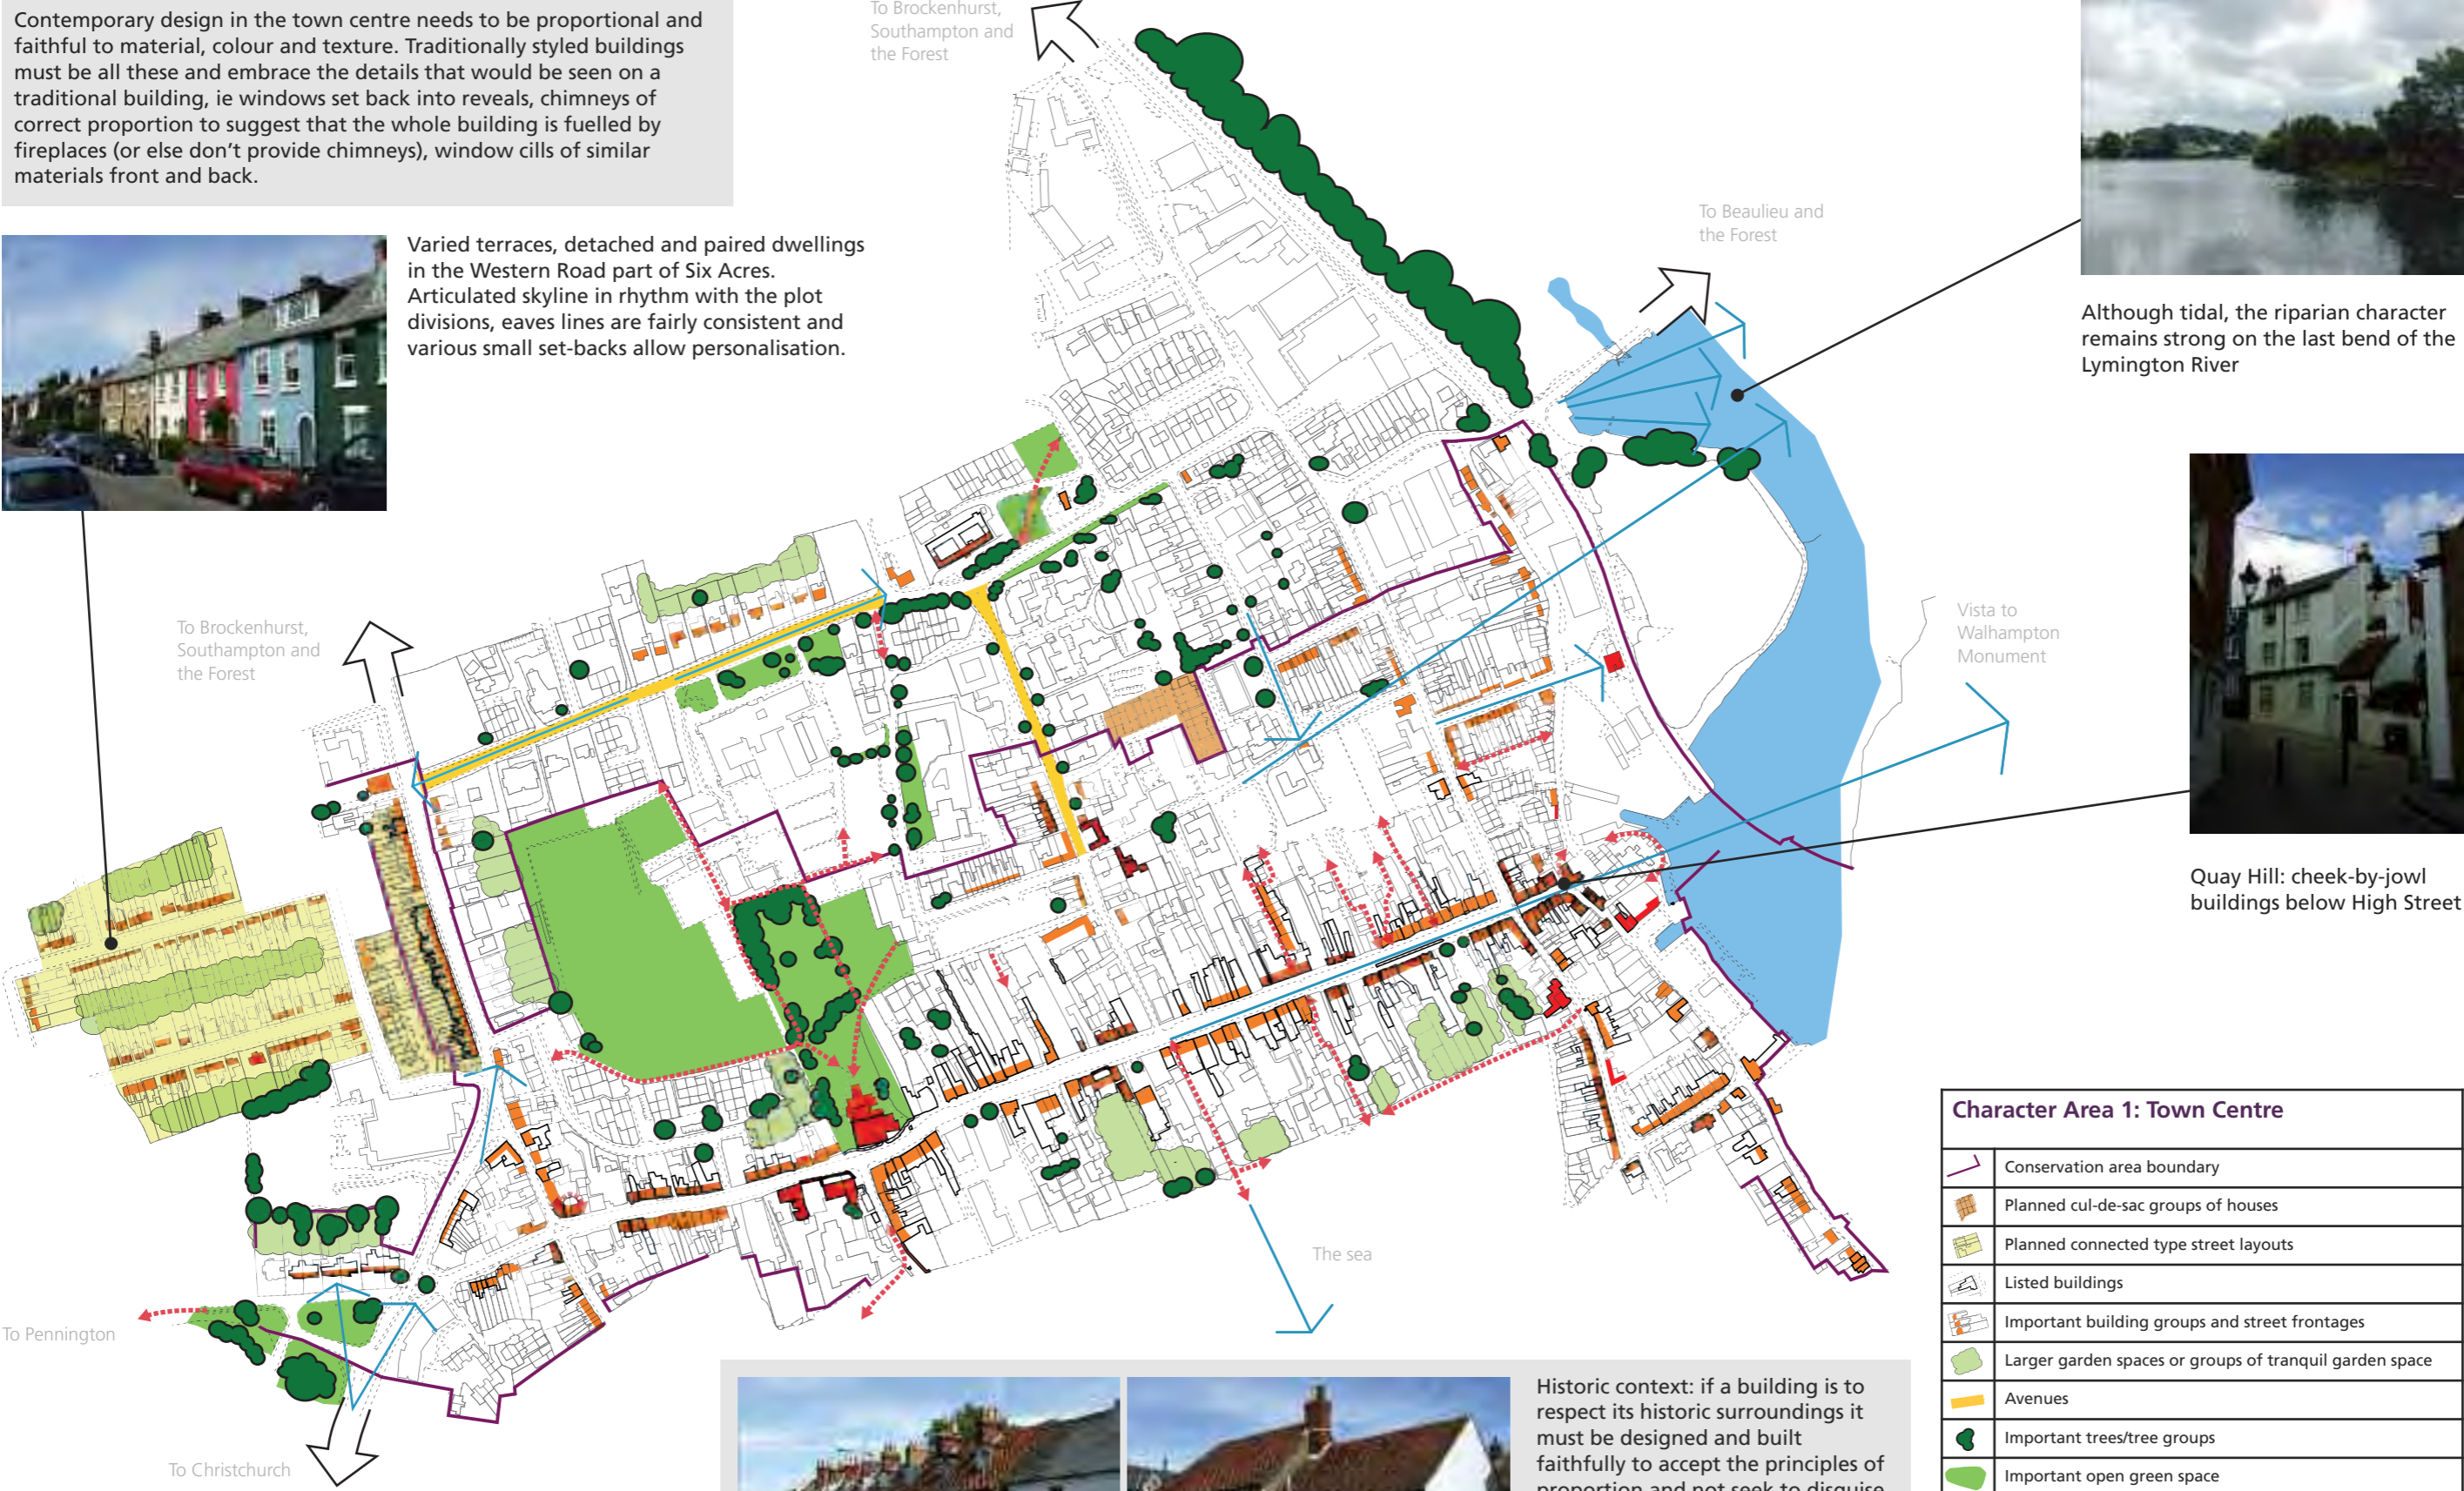 Contemporary design in the town centre needs to be proportional and
faithful to material, colour and texture. Traditionally styled buildings
must be all these and embrace the details that would be seen on a
traditional building, ie windows set back into reveals, chimneys of
correct proportion to suggest that the whole building is fuelled by
fireplaces (or else don't provide chimneys), window cills of similar
materials front and back.
To Brockenhurst,
Southampton and
the Forest
Varied terraces, detached and paired dwellings
in the Western Road part of Six Acres.
Articulated skyline in rhythm with the plot
divisions, eaves lines are fairly consistent and
various small set-backs allow personalisation.
To Beaulieu and
the Forest
Although tidal, the riparian character
remains strong on the last bend of the
Lymington River
To Brockenhurst,
Southampton and
the Forest
Vista to
Walhampton
Monument
Quay Hill: cheek-by-jowl
buildings below High Street
The sea
To Pennington
To Christchurch
Historic context: if a building is to
respect its historic surroundings it
must be designed and built
faithfully to accept the principles of
proportion and not seek to disguise
Character Area 1: Town Centre
Conservation area boundary
Planned cul-de-sac groups of houses
Planned connected type street layouts
Listed buildings
Important building groups and street frontages
Larger garden spaces or groups of tranquil garden space
Avenues
Important trees/tree groups
Important open green space